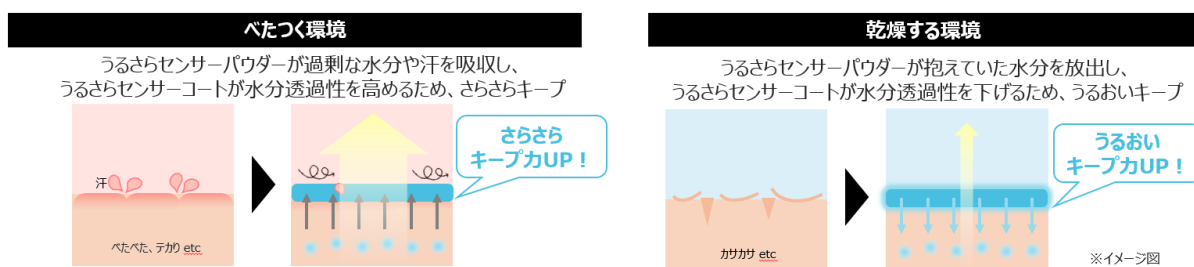 べたつく環境
うるさらセンサーパウダーが過剰な水分や汗を吸収し、
うるさらセンサーコートが水分透過性を高めるため、さらさらキープ
汗
べたべた、テカり etc
さらさら
キープ力UP！
乾燥する環境
うるさらセンサーパウダーが抱えていた水分を放出し、
うるさらセンサーコートが水分透過性を下げるため、うるおいキープ
カサカサ etc
うるおい
キープ力UP！
※イメージ図